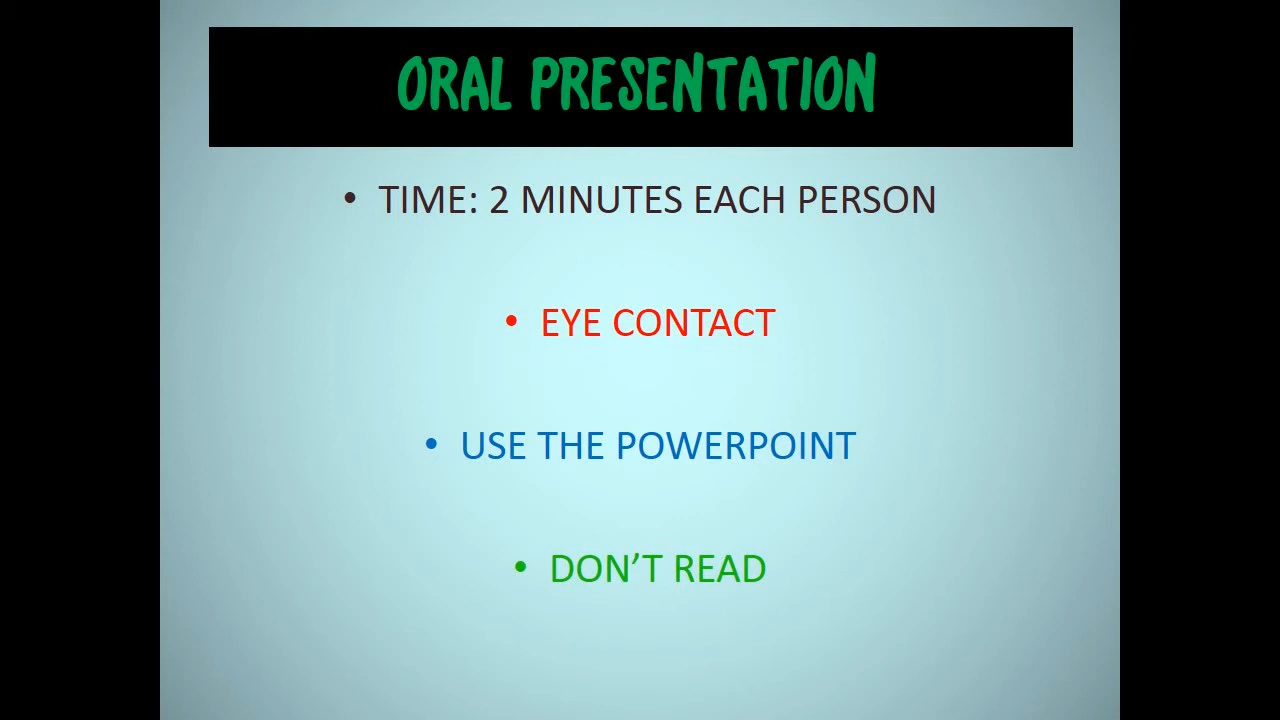 ORAL PRESENTATION
• TIME: 2 MINUTES EACH PERSON
• EYE CONTACT
• USE THE POWERPOINT
• DON’T READ